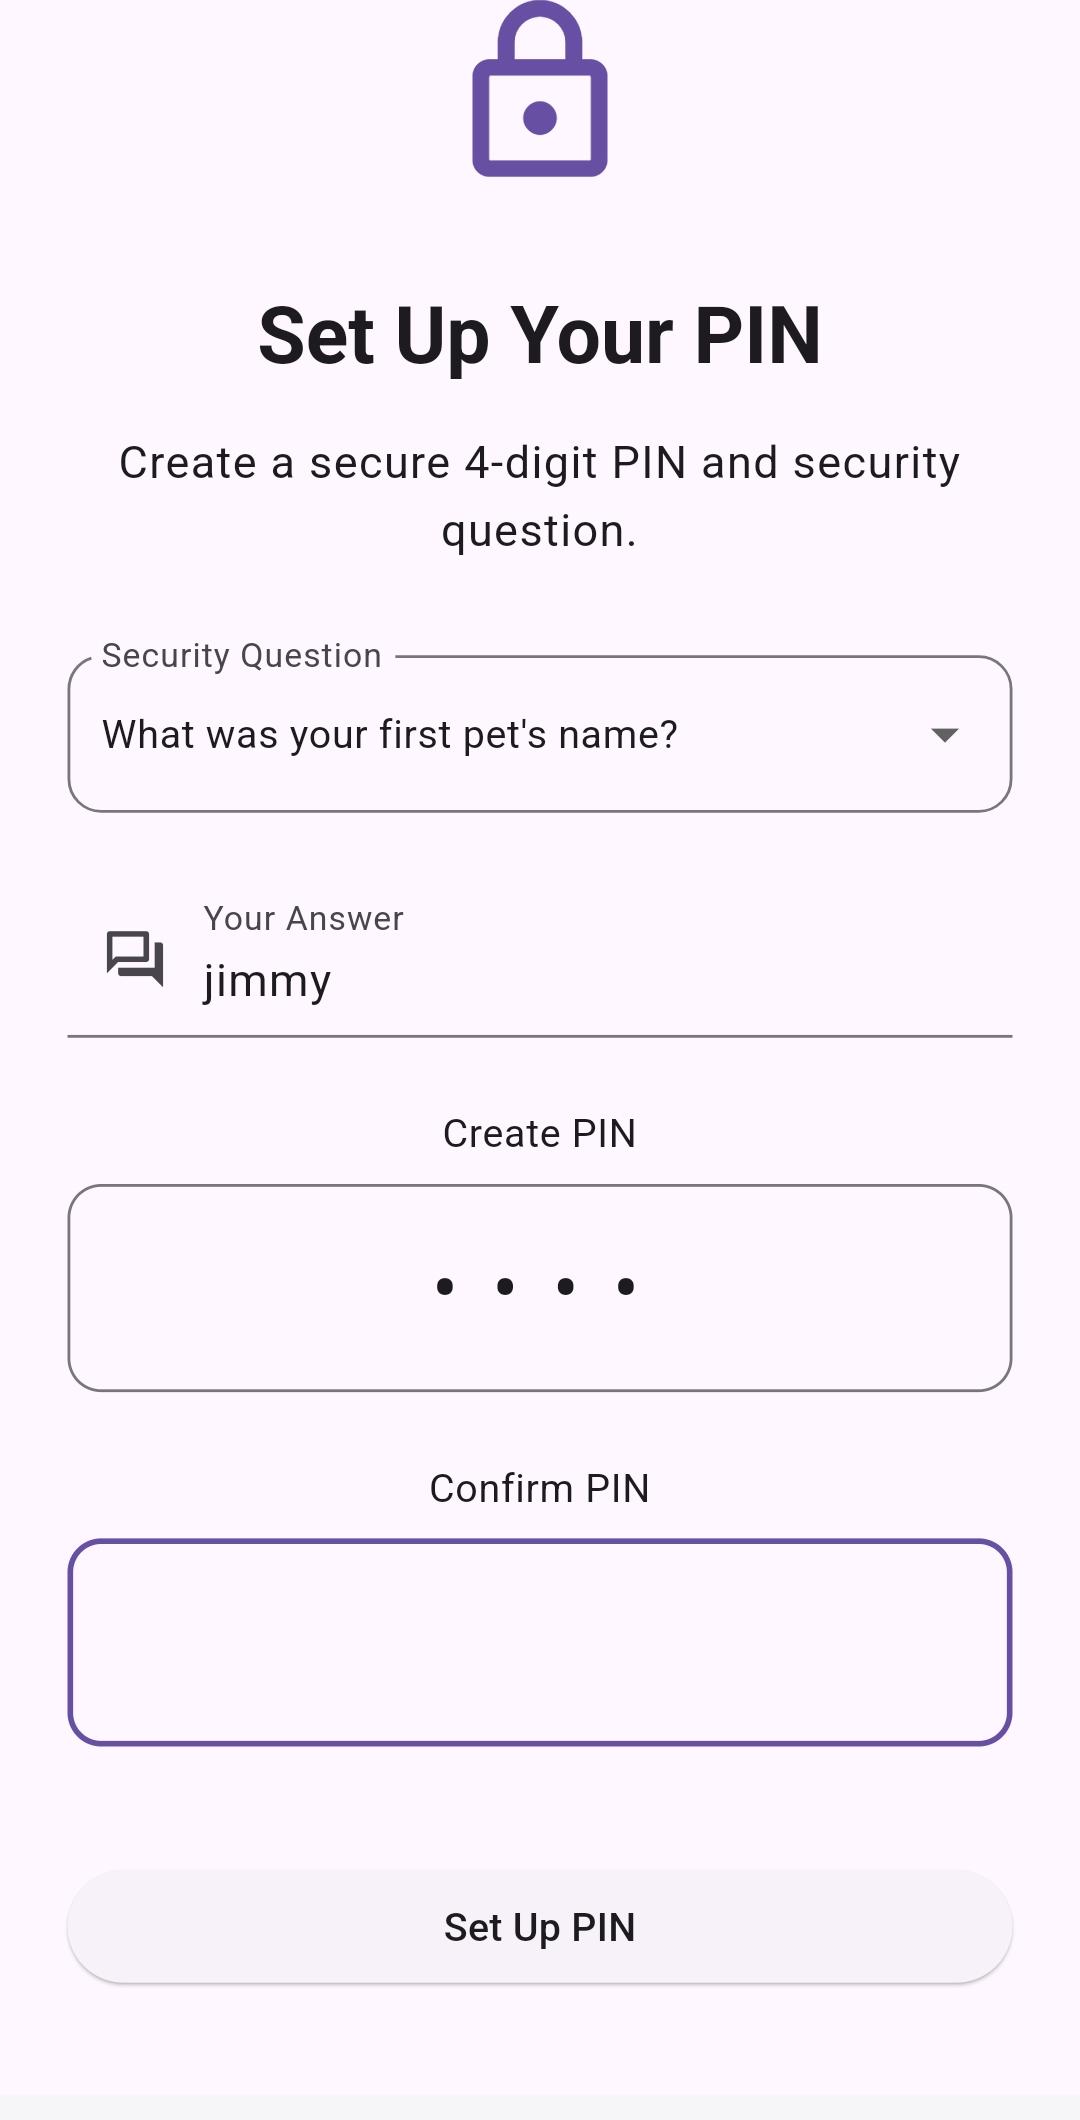 Set Up Your PIN
Create a secure 4-digit PIN and security
question.
Security Question
What was your first pet's name?
Your Answer
jimmy
Create PIN
• • • •
Confirm PIN
Set Up PIN